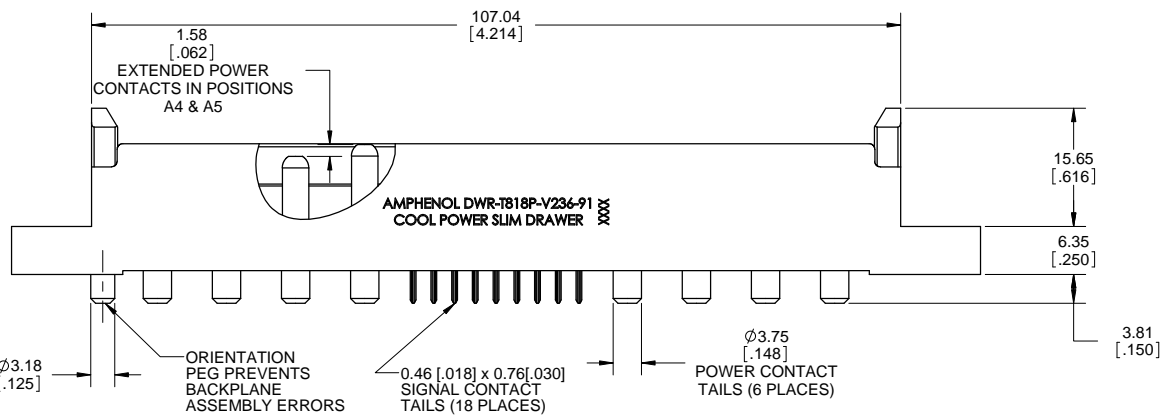 107.04
[4.214]
1.58
[.062]
EXTENDED POWER
CONTACTS IN POSITIONS
A4 & A5
15.65
[.616]
AMPHENOL DWR-T818P-V236-91
COOL POWER SLIM DRAWER
XXXX
6.35
[.250]
3.81
[.150]
Ø3.18
[.125]
ORIENTATION
PEG PREVENTS
BACKPLANE
ASSEMBLY ERRORS
0.46 [.018] x 0.76[.030]
SIGNAL CONTACT
TAILS (18 PLACES)
Ø3.75
[.148]
POWER CONTACT
TAILS (6 PLACES)